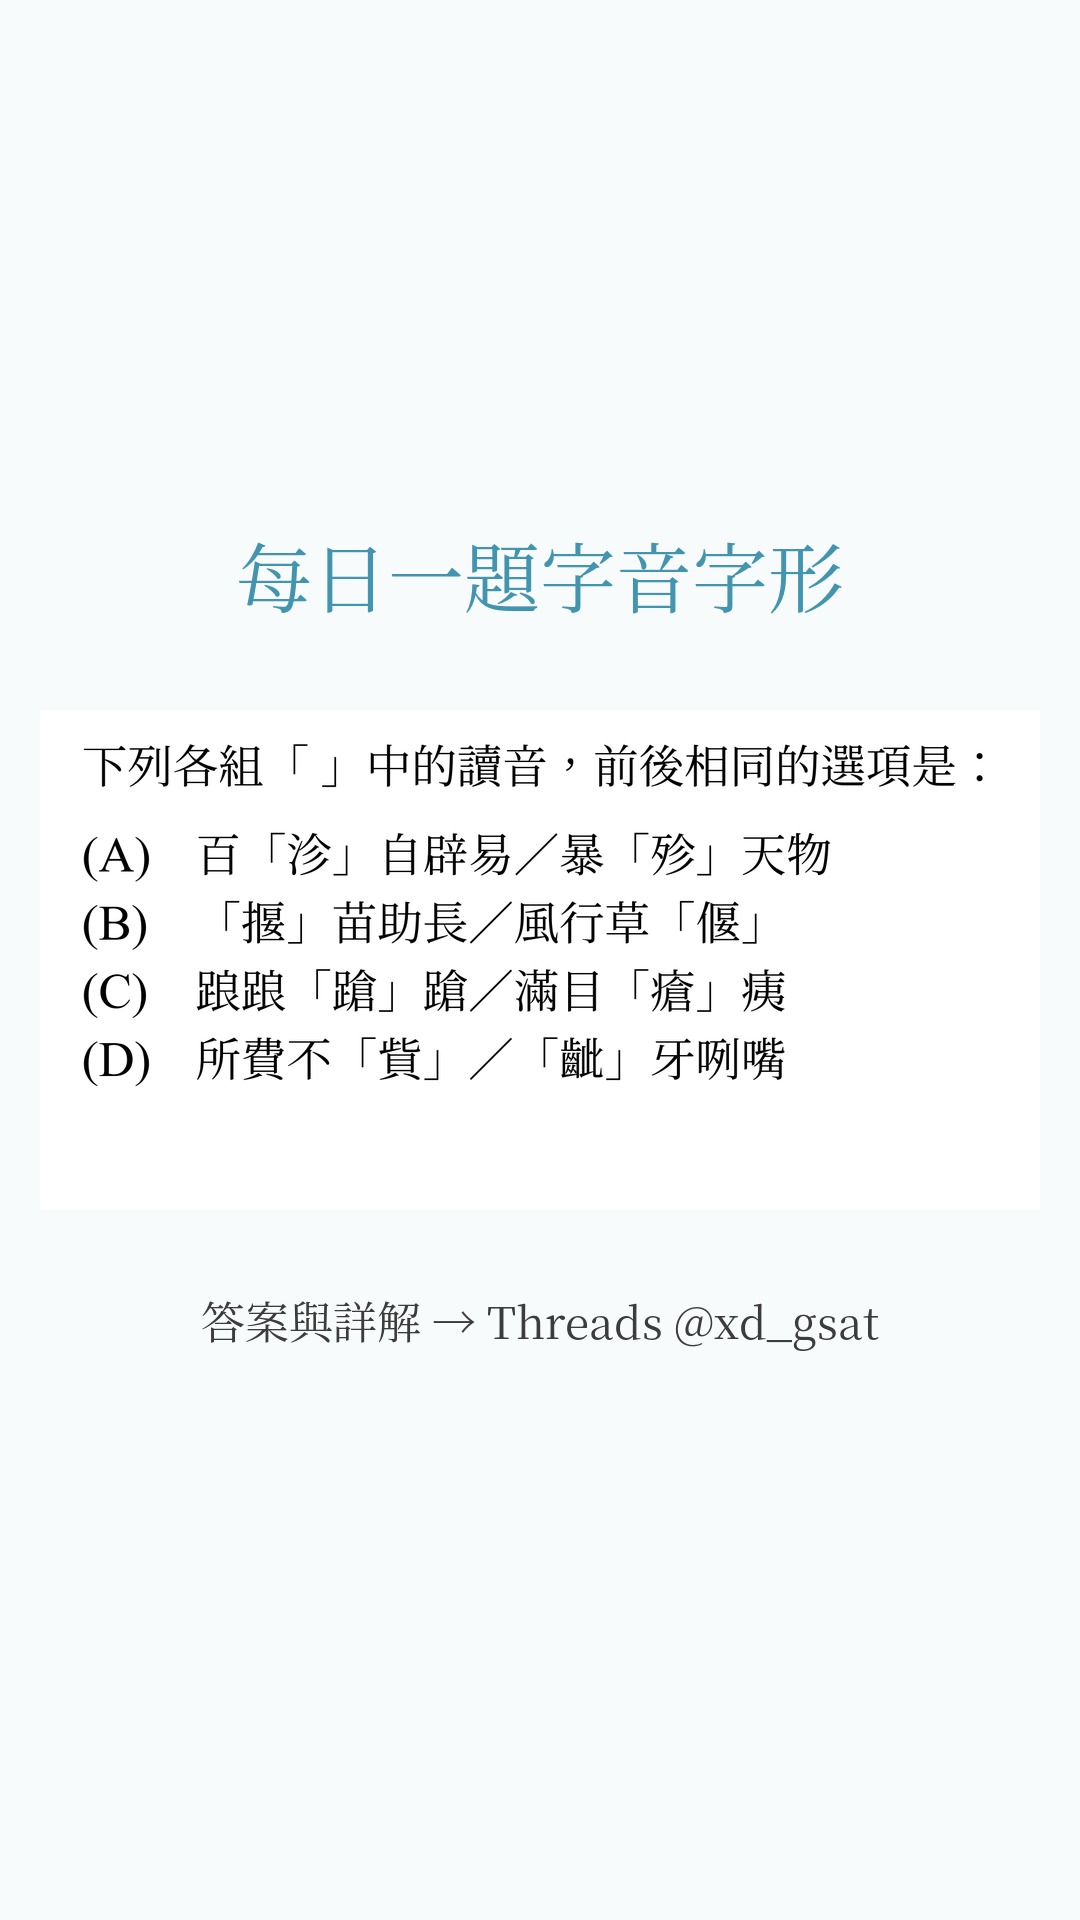 每日一題字音字形
下列各組「 」中的讀音，前後相同的選項是：
(A) 百「沴」自辟易／暴「殄」天物
(B) 「揠」苗助長／風行草「偃」
(C) 踉踉「蹌」蹌／滿目「瘡」痍
(D) 所費不「貲」／「齜」牙咧嘴
答案與詳解 → Threads @xd_gsat